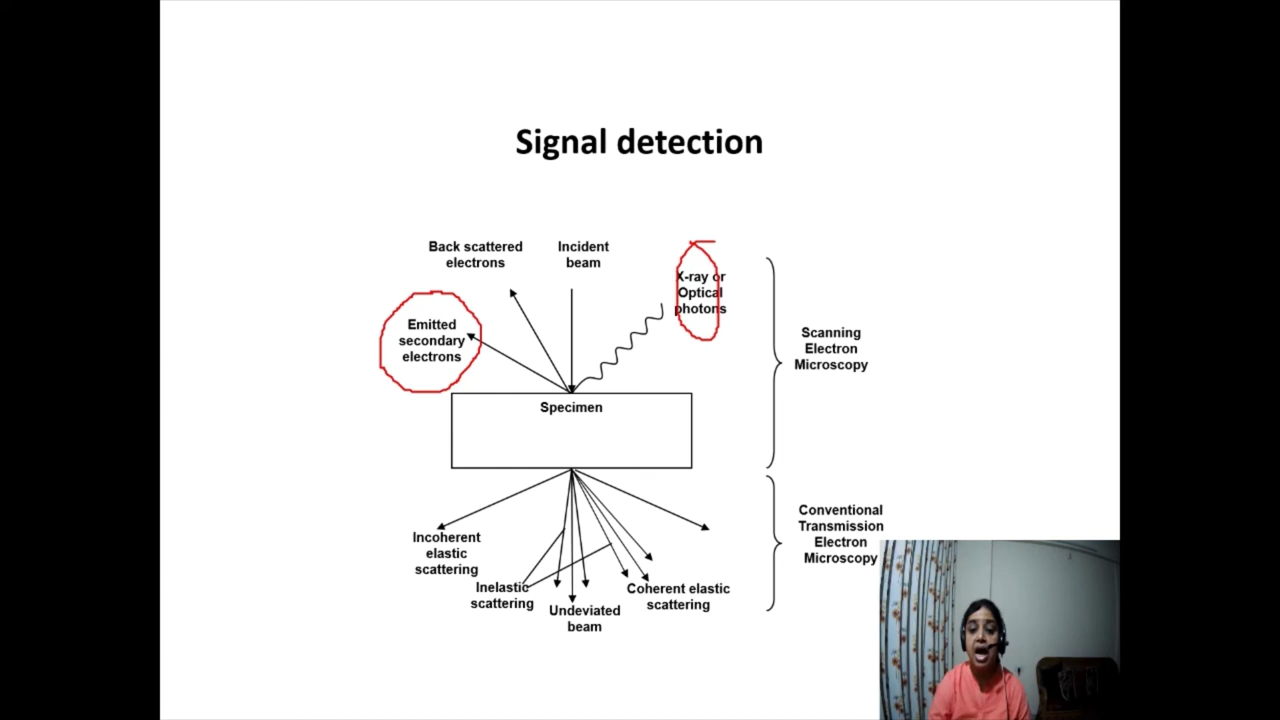 Signal detection
Back scattered
electrons
Incident
beam
X-ray or
Optical
photons
Emitted
secondary
electrons
Scanning
Electron
Microscopy
Specimen
Conventional
Transmission
Electron
Microscopy
Incoherent
elastic
scattering
Inelastic
scattering
Undeviated
beam
Coherent elastic
scattering